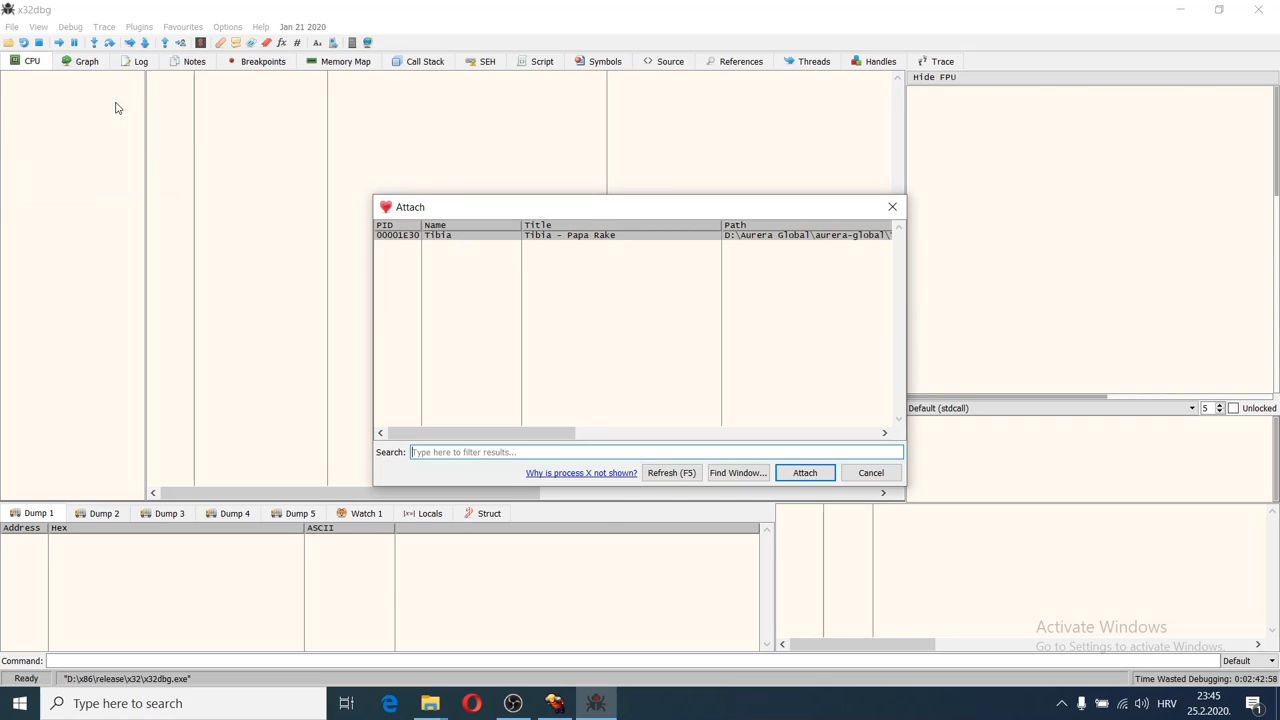 x32dbg
File View Debug Trace Plugins Favourites Options Help Jan 21 2020
CPU Graph Log Notes Breakpoints Memory Map Call Stack SEH Script Symbols Source References Threads Handles Trace
Hide FPU
Attach
PID Name Title Path
00001E30 Tibia Tibia - Papa Rake D:\Aurera Global\aurera-global\
Default (stdcall) 5 Unlocked
Search: Type here to filter results...
Why is process X not shown? Refresh (F5) Find Window... Attach Cancel
Dump 1 Dump 2 Dump 3 Dump 4 Dump 5 Watch 1 Locals Struct
Address Hex ASCII
Activate Windows
Go to Settings to activate Windows.
Command: Default
Ready "D:\x86\release\x32\x32dbg.exe" Time Wasted Debugging: 0:02:42:58
Type here to search HRV 23:45
25.2.2020. 1